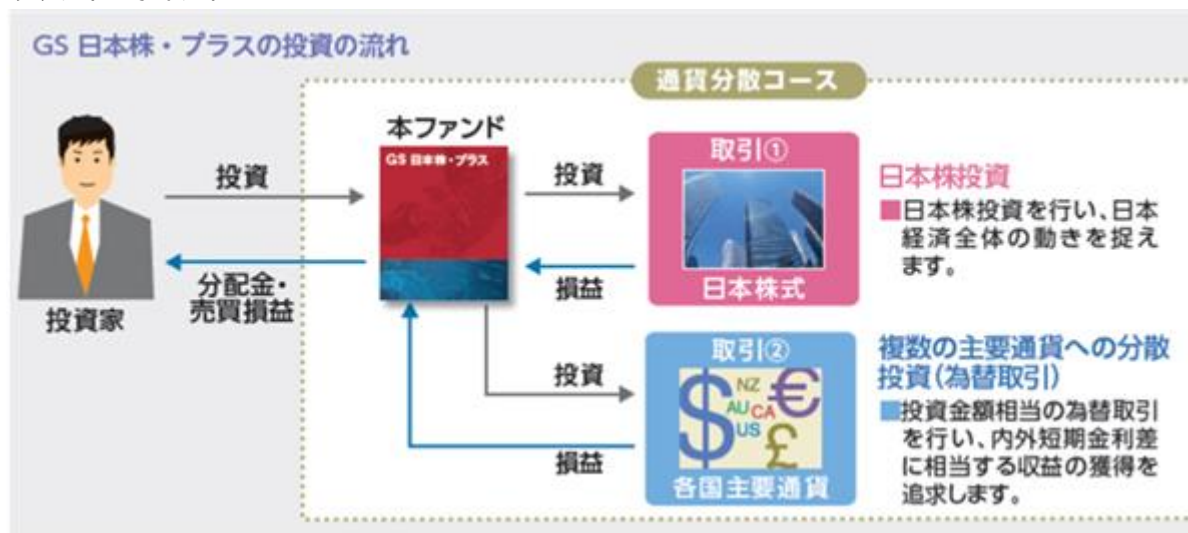 GS 日本株・プラスの投資の流れ
通貨分散コース
本ファンド
GS 日本株・プラス
投資
分配金・
売買損益
投資家
投資
損益
取引①
日本株式
日本株投資
■日本株投資を行い、日本
経済全体の動きを捉え
ます。
投資
損益
取引②
$ NZ €
AU CA
US £
各国主要通貨
複数の主要通貨への分散
投資(為替取引)
■投資金額相当の為替取引
を行い、内外短期金利差
に相当する収益の獲得を
追求します。